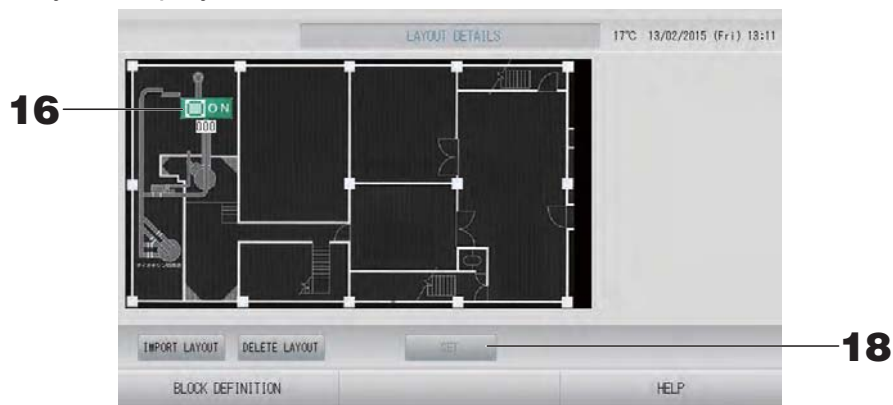 LAYOUT DETAILS
17℃ 13/02/2015 (Fri) 13:11
16
ON
000
18
IMPORT LAYOUT
DELETE LAYOUT
SET
BLOCK DEFINITION
HELP